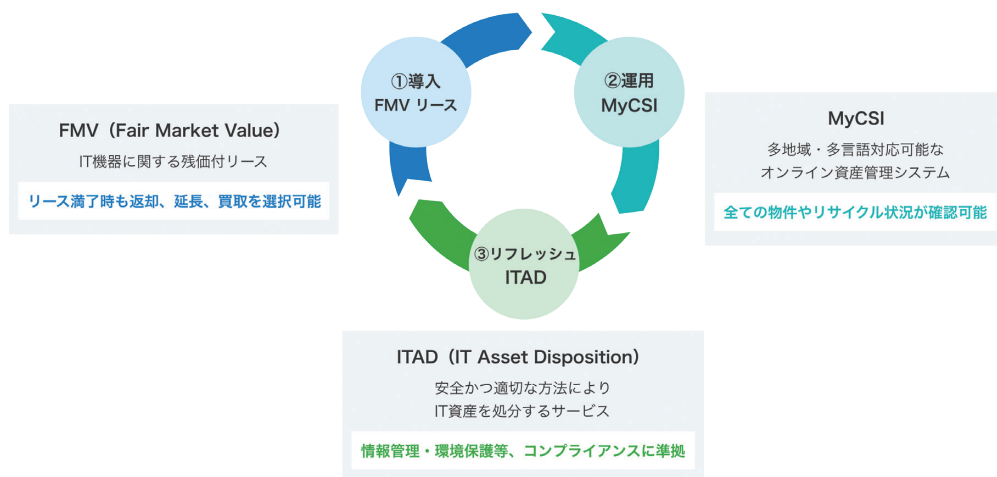 ①導入
FMV リース
②運用
MyCSI
③リフレッシュ
ITAD
FMV（Fair Market Value）
IT機器に関する残価付リース
リース満了時も返却、延長、買取を選択可能
MyCSI
多地域・多言語対応可能な
オンライン資産管理システム
全ての物件やリサイクル状況が確認可能
ITAD（IT Asset Disposition）
安全かつ適切な方法により
IT資産を処分するサービス
情報管理・環境保護等、コンプライアンスに準拠